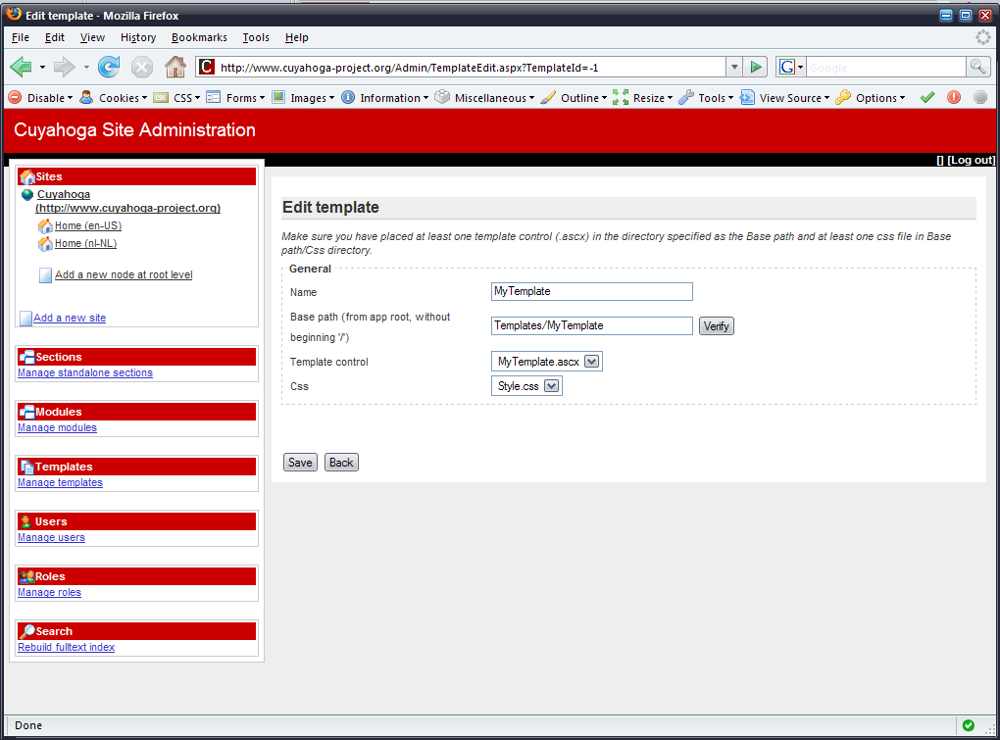 Edit template - Mozilla Firefox
File Edit View History Bookmarks Tools Help
C http://www.cuyahoga-project.org/Admin/TemplateEdit.aspx?TemplateId=-1 G Google
Disable Cookies CSS Forms Images Information Miscellaneous Outline Resize Tools View Source Options
Cuyahoga Site Administration
[] [Log out]
Sites
Cuyahoga
(http://www.cuyahoga-project.org)
Home (en-US)
Home (nl-NL)
Add a new node at root level
Add a new site
Sections
Manage standalone sections
Modules
Manage modules
Templates
Manage templates
Users
Manage users
Roles
Manage roles
Search
Rebuild fulltext index
Edit template
Make sure you have placed at least one template control (.ascx) in the directory specified as the Base path and at least one css file in Base
path/Css directory.
General
Name MyTemplate
Base path (from app root, without
beginning '/') Templates/MyTemplate Verify
Template control MyTemplate.ascx
Css Style.css
Save Back
Done